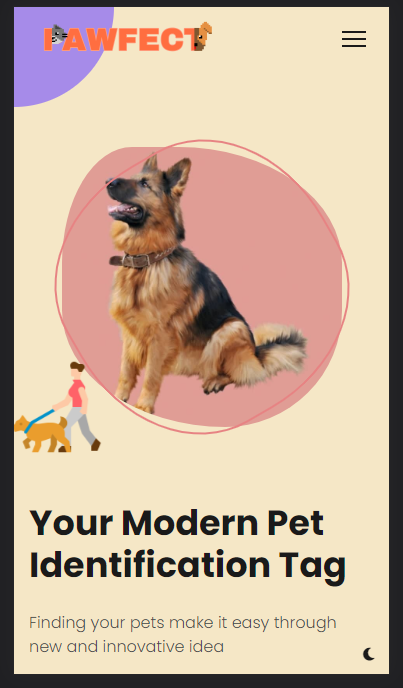 PAWFECT
Your Modern Pet
Identification Tag
Finding your pets make it easy through
new and innovative idea